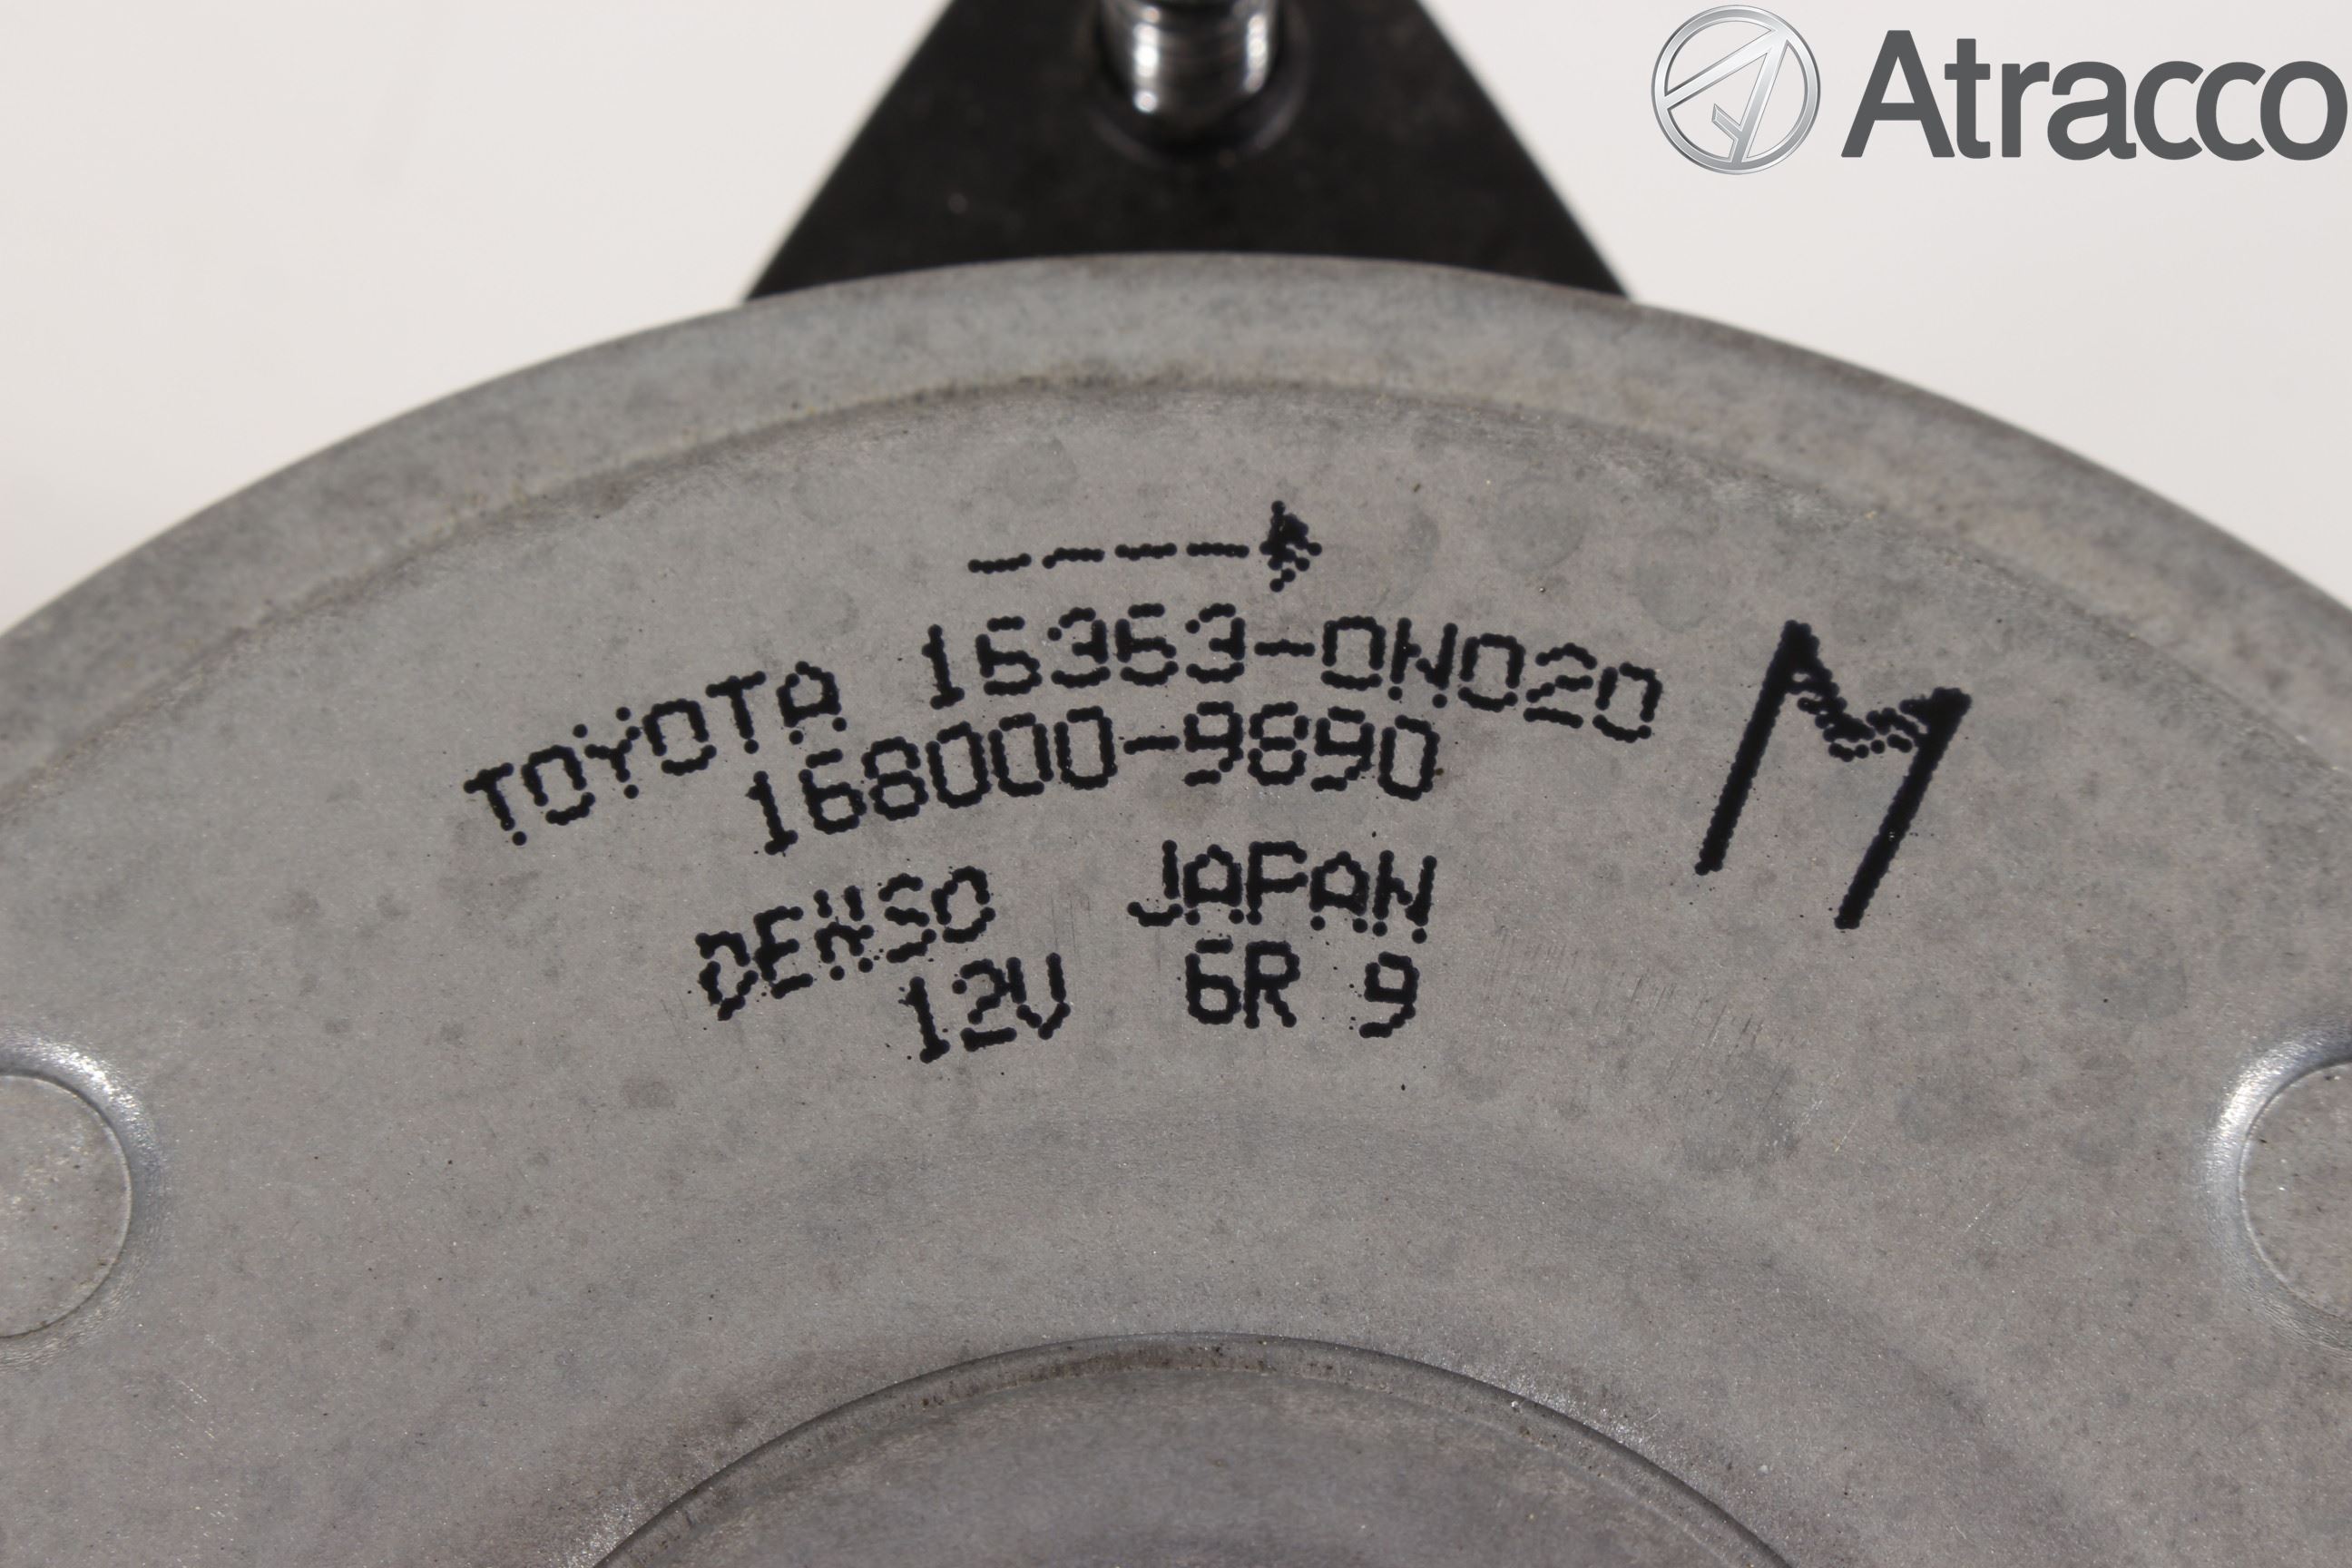 Atracco
TOYOTA 16363-0N020
168000-9890
M
DENSO JAPAN
12V 6R 9